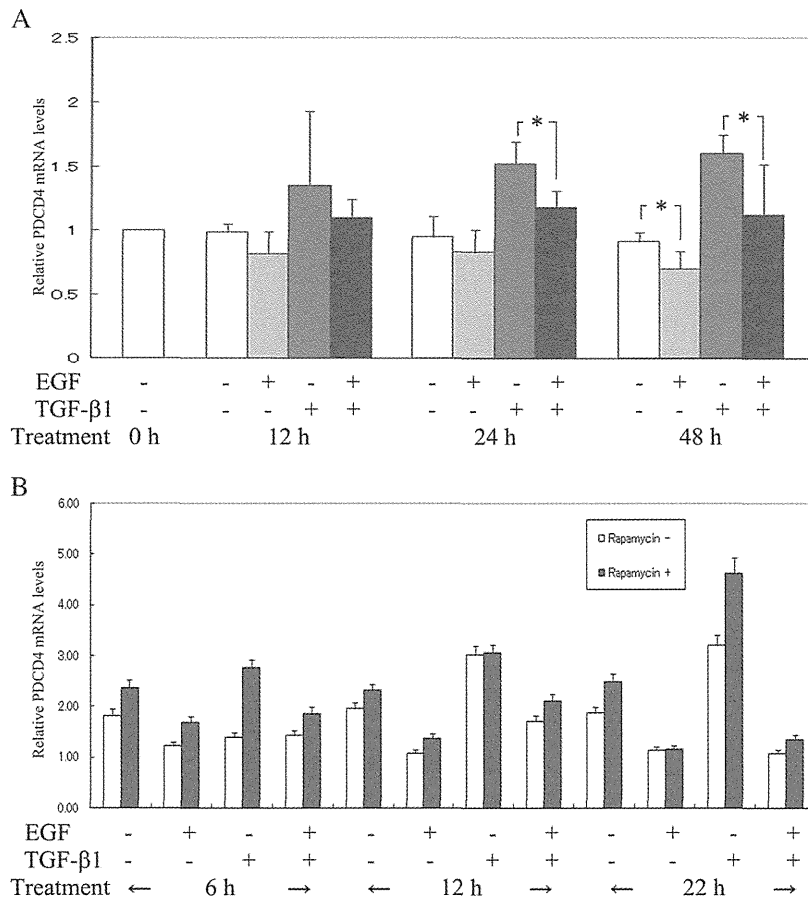 A
2.5
2
1.5
1
0.5
0
Relative PDCD4 mRNA levels
* * *
EGF - - + - + - + - + - + - +
TGF-β1 - - - + + - - + + - - + +
Treatment 0 h 12 h 24 h 48 h
B
6.00
5.00
4.00
3.00
2.00
1.00
0.00
Relative PDCD4 mRNA levels
Rapamycin -
Rapamycin +
EGF - + - + - + - + - + - +
TGF-β1 - - + + - - + + - - + +
Treatment ← 6 h → ← 12 h → ← 22 h →